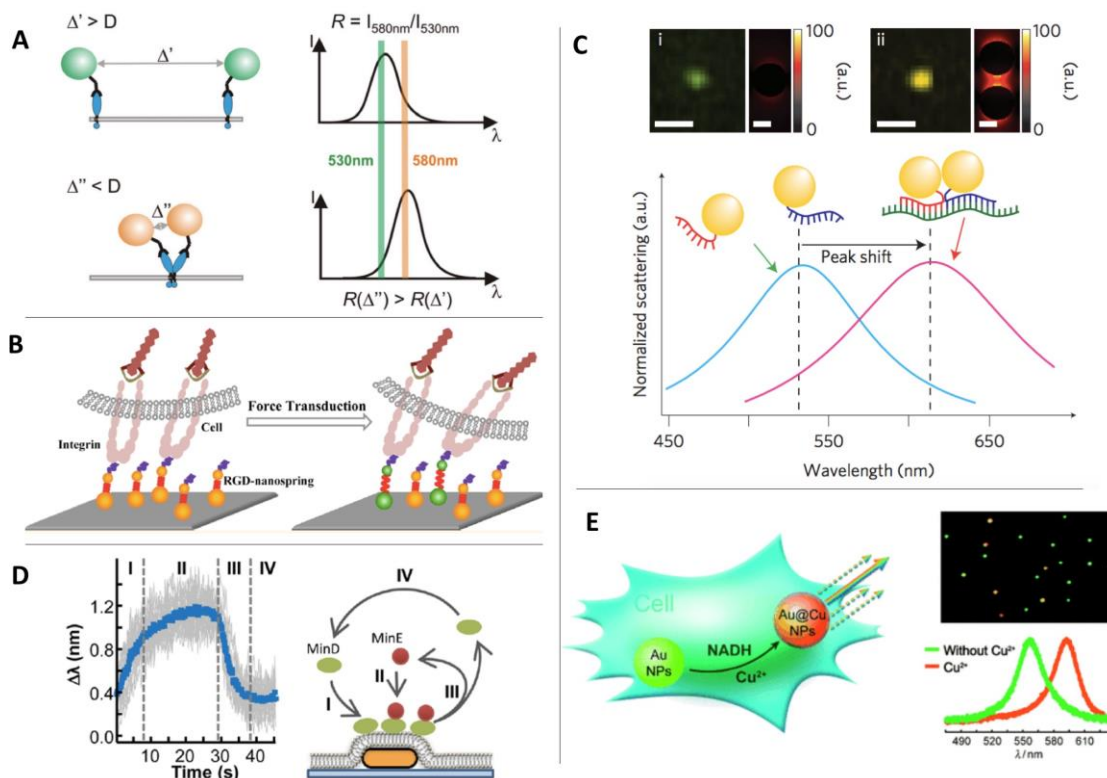 A
Δ' > D
Δ'
R = I580nm/I530nm
I
λ
530nm
580nm
Δ'' < D
Δ''
I
λ
R(Δ'') > R(Δ')
B
Integrin
Cell
RGD-nanospring
Force Transduction
D
I
II
III
IV
Δλ (nm)
1.2
0.8
0.4
0.0
10
20
30
40
Time (s)
IV
MinD
MinE
II
III
I
C
i
100
(a.u.)
0
ii
100
(a.u.)
0
Peak shift
Normalized scattering (a.u.)
450
550
650
Wavelength (nm)
E
Cell
Au
NPs
NADH
Cu²⁺
Au@Cu
NPs
Without Cu²⁺
Cu²⁺
490
520
550
580
610
λ/nm